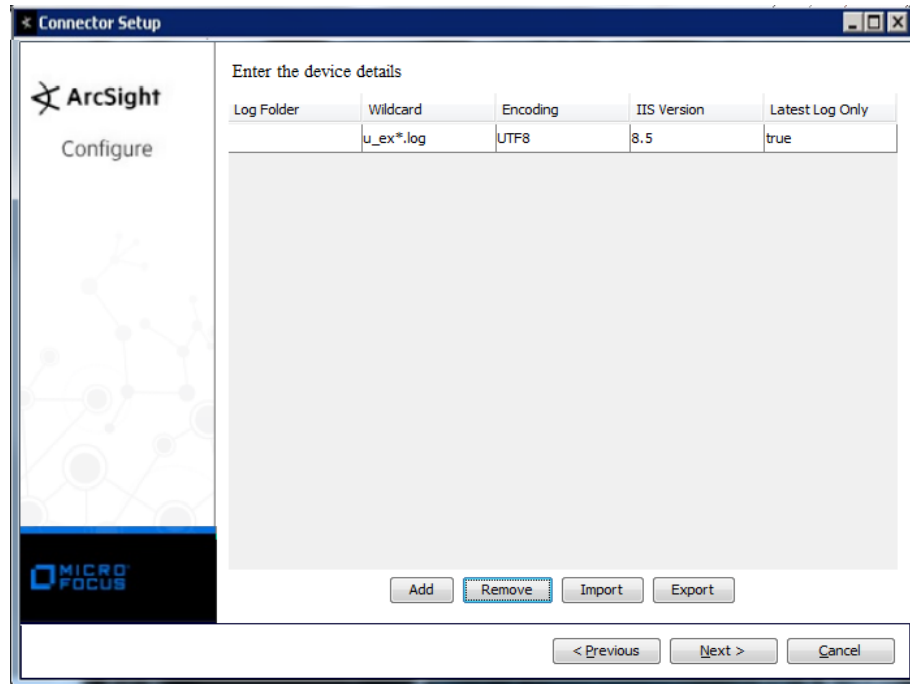 Connector Setup
ArcSight
Configure
Enter the device details
Log Folder Wildcard Encoding IIS Version Latest Log Only
u_ex*.log UTF8 8.5 true
MICRO
FOCUS
Add Remove Import Export
< Previous Next > Cancel